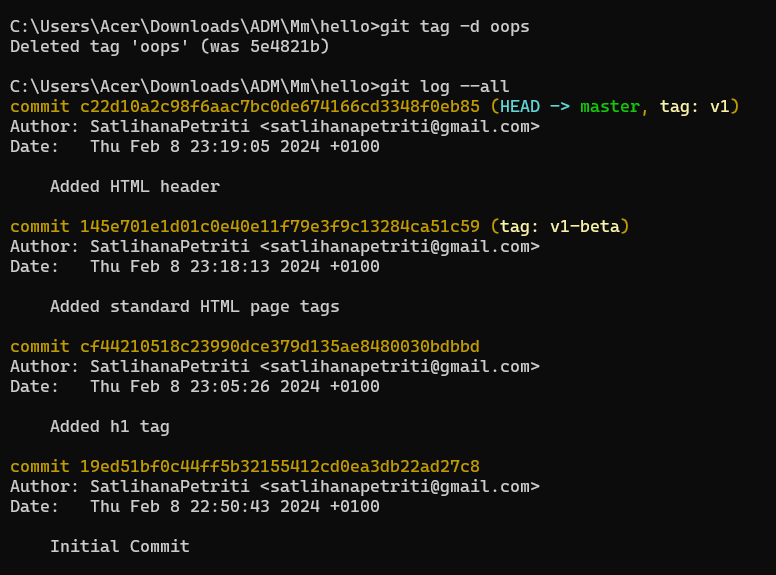 C:\Users\Acer\Downloads\ADM\Mm\hello>git tag -d oops
Deleted tag 'oops' (was 5e4821b)
C:\Users\Acer\Downloads\ADM\Mm\hello>git log --all
commit c22d10a2c98f6aac7bc0de674166cd3348f0eb85 (HEAD -> master, tag: v1)
Author: SatlihanaPetriti <satlihanapetriti@gmail.com>
Date:   Thu Feb 8 23:19:05 2024 +0100
    Added HTML header
commit 145e701e1d01c0e40e11f79e3f9c13284ca51c59 (tag: v1-beta)
Author: SatlihanaPetriti <satlihanapetriti@gmail.com>
Date:   Thu Feb 8 23:18:13 2024 +0100
    Added standard HTML page tags
commit cf44210518c23990dce379d135ae8480030bdbbd
Author: SatlihanaPetriti <satlihanapetriti@gmail.com>
Date:   Thu Feb 8 23:05:26 2024 +0100
    Added h1 tag
commit 19ed51bf0c44ff5b32155412cd0ea3db22ad27c8
Author: SatlihanaPetriti <satlihanapetriti@gmail.com>
Date:   Thu Feb 8 22:50:43 2024 +0100
    Initial Commit